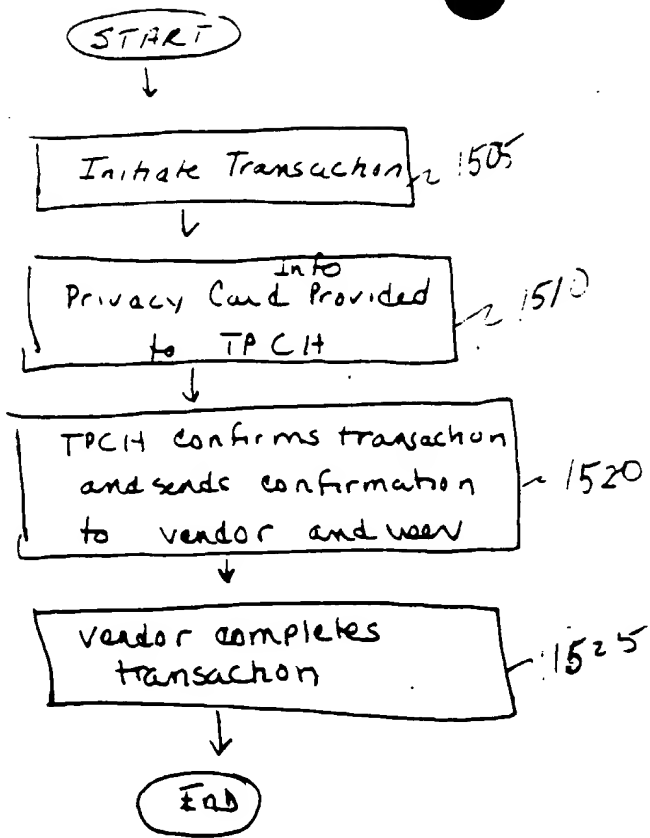 START
Initiate Transaction 1505
Info
Privacy Card Provided
to TPCH 1510
TPCH confirms transaction
and sends confirmation 1520
to vendor and user
Vendor completes
transaction 1525
END